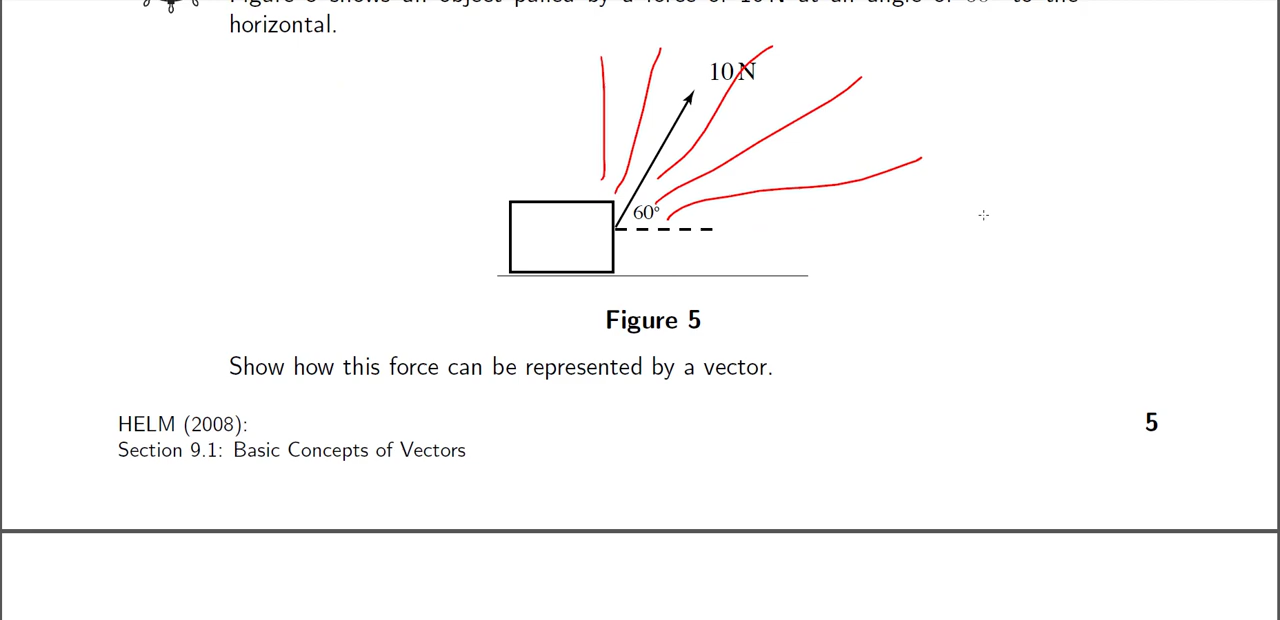 horizontal.
10 N
60°
Figure 5
Show how this force can be represented by a vector.
HELM (2008):
5
Section 9.1: Basic Concepts of Vectors